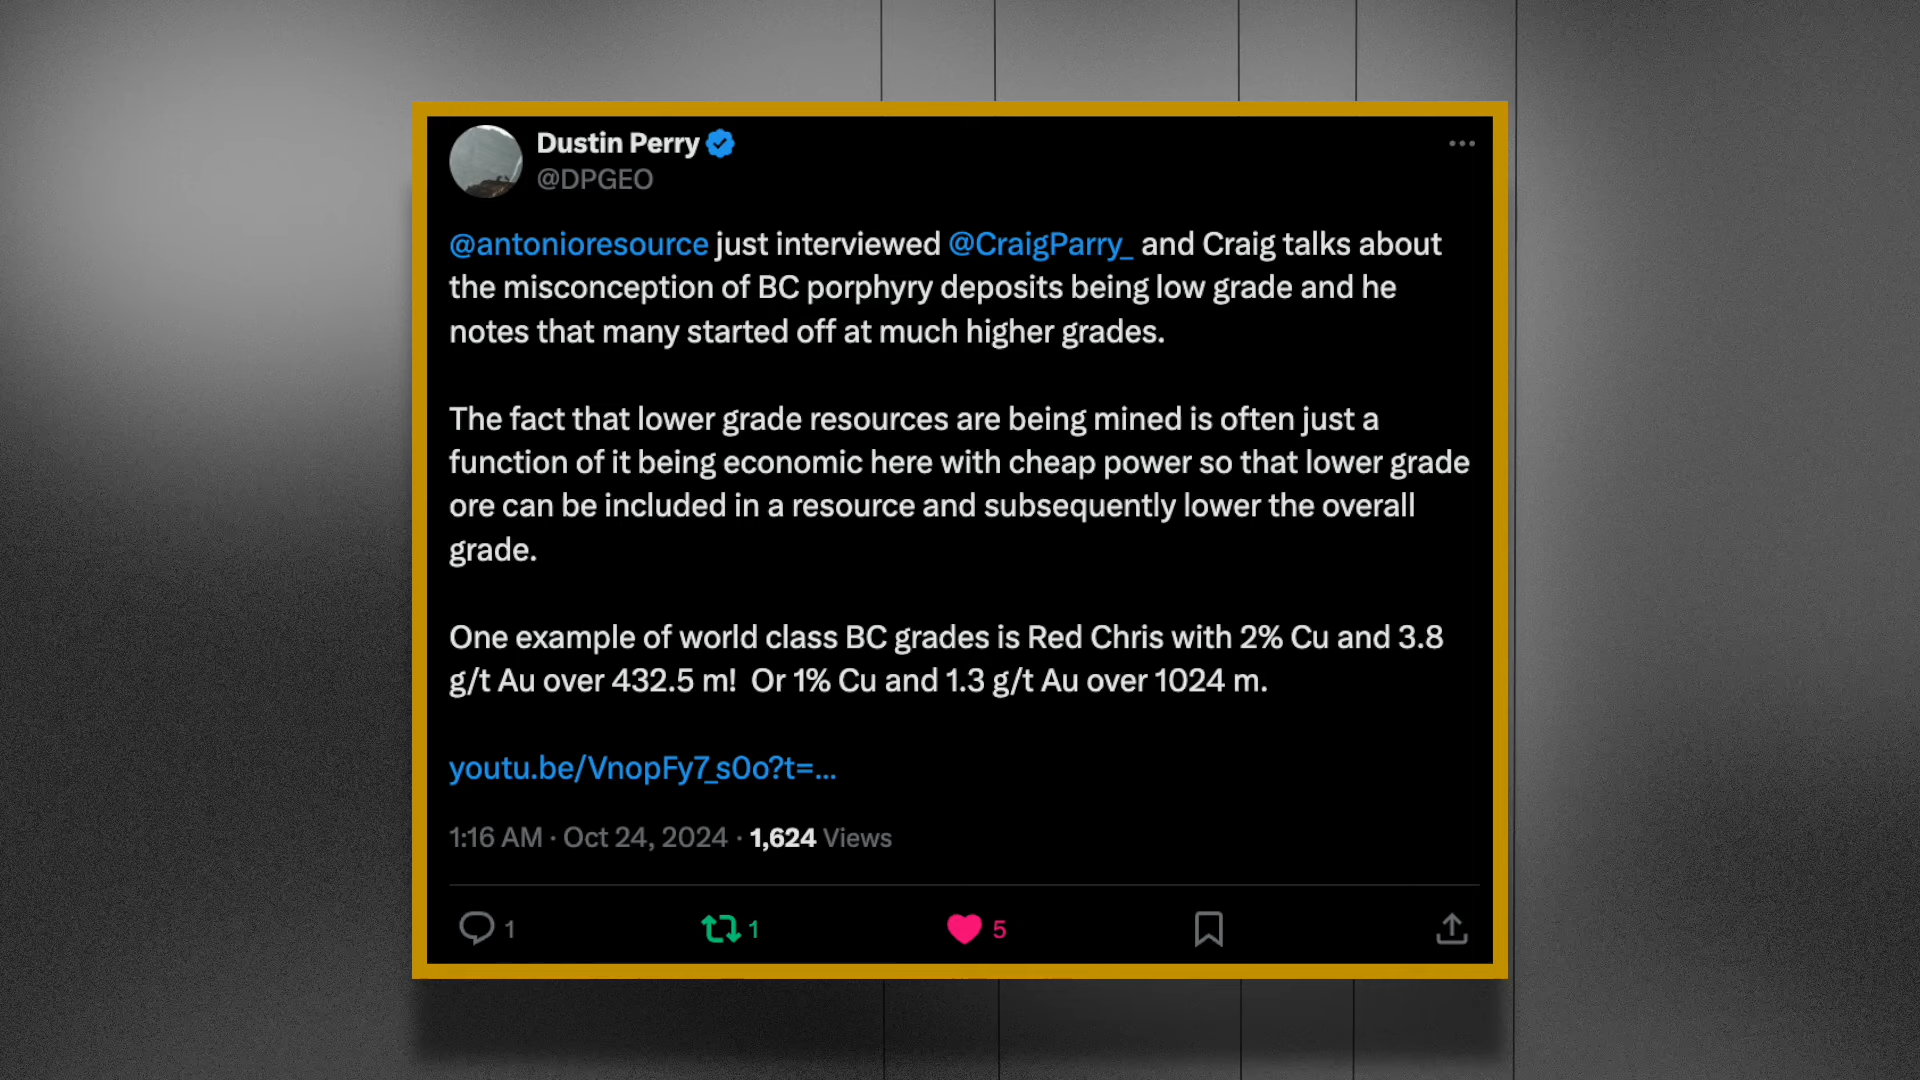 Dustin Perry
@DPGEO
@antonioresource just interviewed @CraigParry_ and Craig talks about
the misconception of BC porphyry deposits being low grade and he
notes that many started off at much higher grades.
The fact that lower grade resources are being mined is often just a
function of it being economic here with cheap power so that lower grade
ore can be included in a resource and subsequently lower the overall
grade.
One example of world class BC grades is Red Chris with 2% Cu and 3.8
g/t Au over 432.5 m!  Or 1% Cu and 1.3 g/t Au over 1024 m.
youtu.be/VnopFy7_s0o?t=...
1:16 AM · Oct 24, 2024 · 1,624 Views
1 1 5